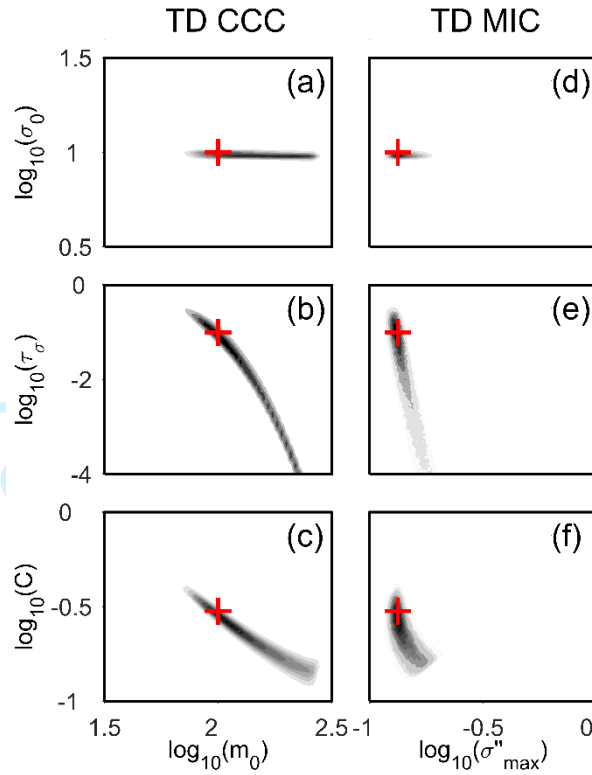 TD CCC TD MIC
1.5 (a) (d)
log10(σ0) 1
0.5
0 (b) (e)
log10(τσ) -2
-4
0 (c) (f)
log10(C) -0.5
-1
1.5 2 2.5 -1 -0.5 0
log10(m0) log10(σ''max)